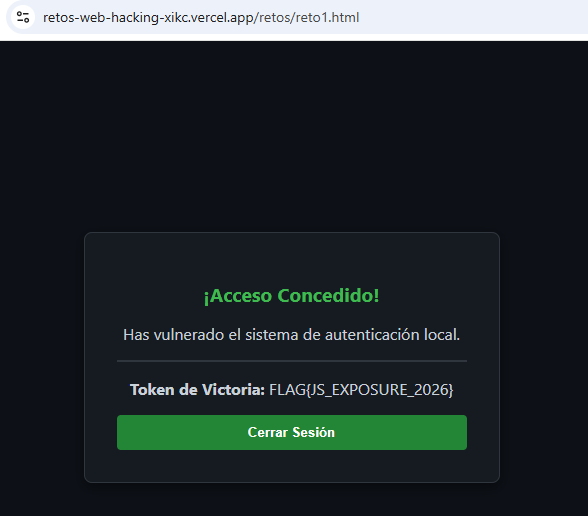 retos-web-hacking-xikc.vercel.app/retos/reto1.html
¡Acceso Concedido!
Has vulnerado el sistema de autenticación local.
Token de Victoria: FLAG{JS_EXPOSURE_2026}
Cerrar Sesión